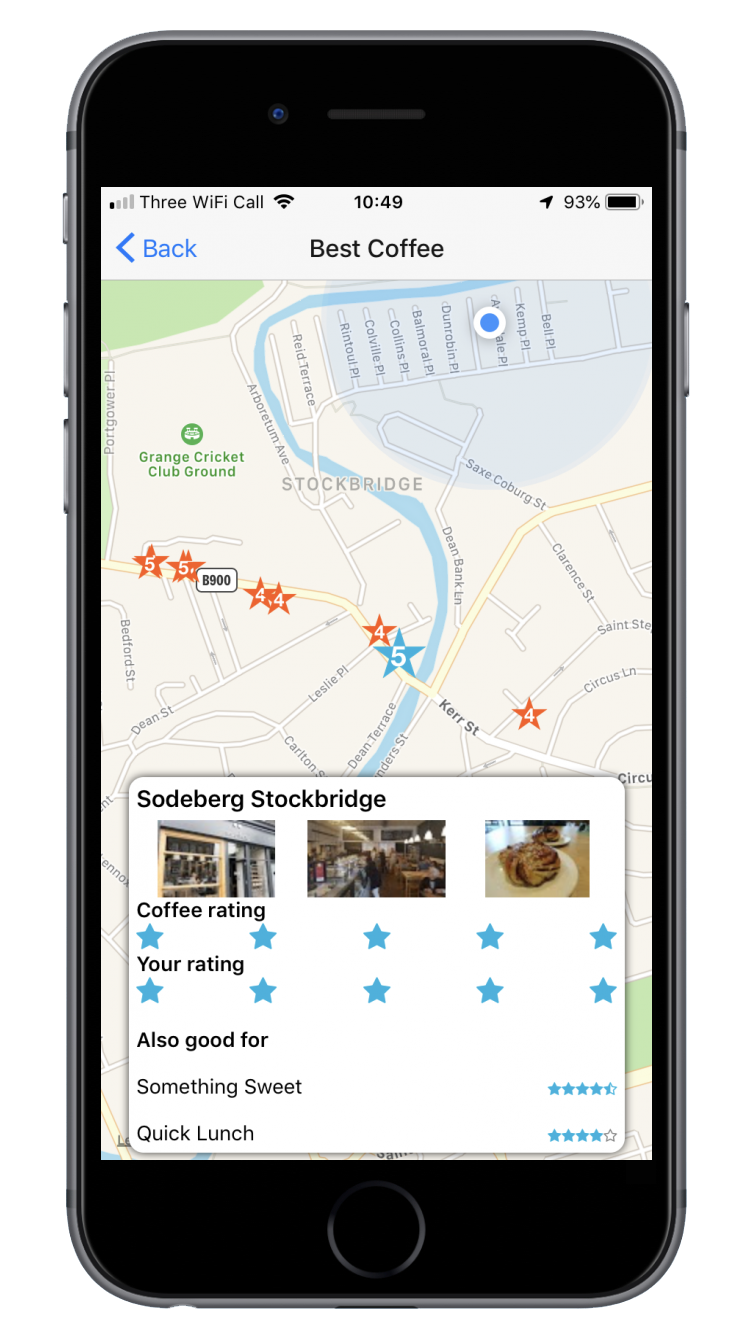 Three WiFi Call 10:49 93%
Back Best Coffee
Rintoul Pl
Colville Pl
Collins Pl
Balmoral Pl
Dunrobin Pl
Kemp Pl
Bell Pl
Reid Terrace
Portgower Pl
Arboretum Ave
Grange Cricket
Club Ground
STOCKBRIDGE
Saxe Coburg St
Dean Bank Ln
Clarence St
5
5
B900
4
4
4
5
Saint Ste
Bedford St
Leslie Pl
Circus Ln
4
Kerr St
Dean St
Dean Terrace
Carlton S
nders St
Circu
Sodeberg Stockbridge
Coffee rating
Your rating
Also good for
Something Sweet
Quick Lunch